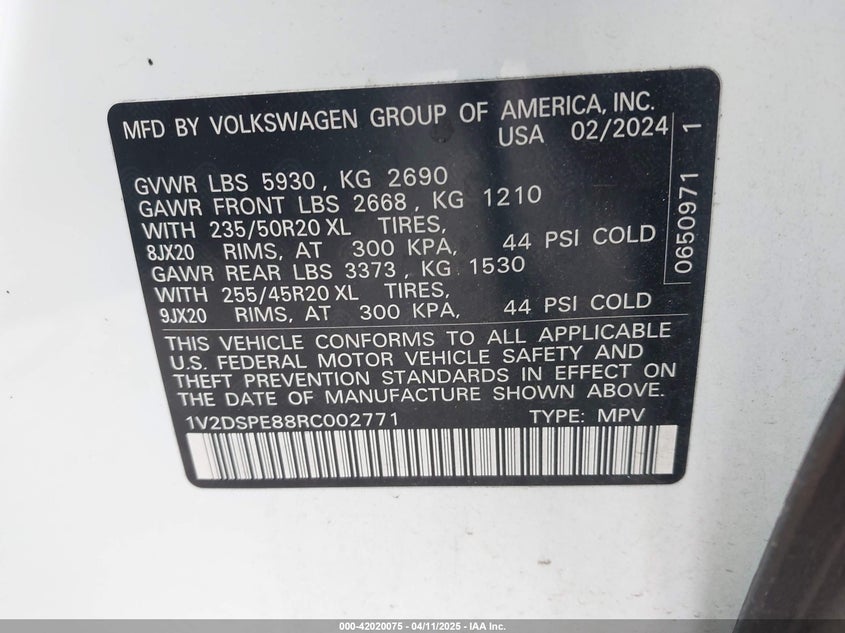 MFD BY VOLKSWAGEN GROUP OF AMERICA, INC.
USA 02/2024
GVWR LBS 5930, KG 2690
GAWR FRONT LBS 2668, KG 1210
WITH 235/50R20 XL TIRES,
8JX20 RIMS, AT 300 KPA, 44 PSI COLD
GAWR REAR LBS 3373, KG 1530
WITH 255/45R20 XL TIRES,
9JX20 RIMS, AT 300 KPA, 44 PSI COLD
THIS VEHICLE CONFORMS TO ALL APPLICABLE
U.S. FEDERAL MOTOR VEHICLE SAFETY AND
THEFT PREVENTION STANDARDS IN EFFECT ON
THE DATE OF MANUFACTURE SHOWN ABOVE.
1V2DSPE88RC002771 TYPE: MPV
0650971 1
000-42020075 - 04/11/2025 - IAA Inc.